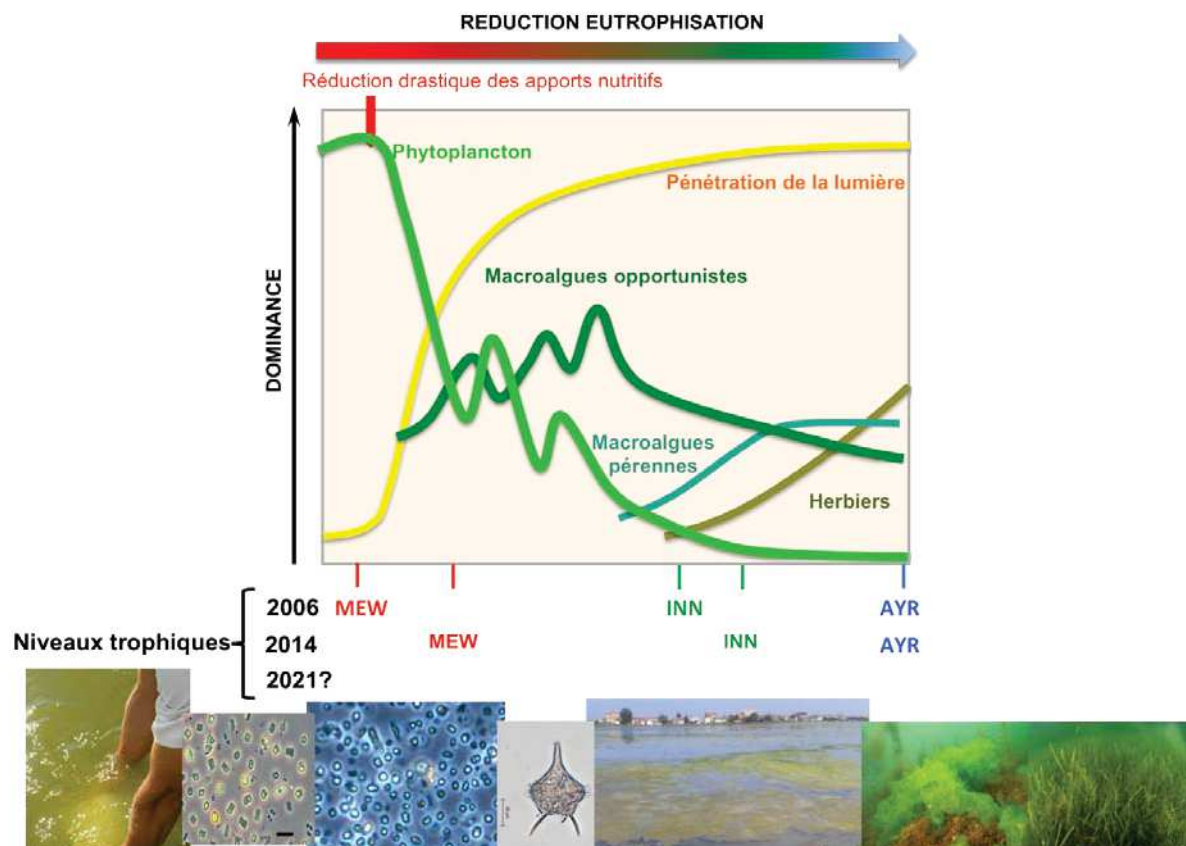 REDUCTION EUTROPHISATION
Réduction drastique des apports nutritifs
Phytoplancton
Pénétration de la lumière
Macroalgues opportunistes
DOMINANCE
Macroalgues
pérennes
Herbiers
2006 MEW INN AYR
Niveaux trophiques 2014 MEW INN AYR
2021?